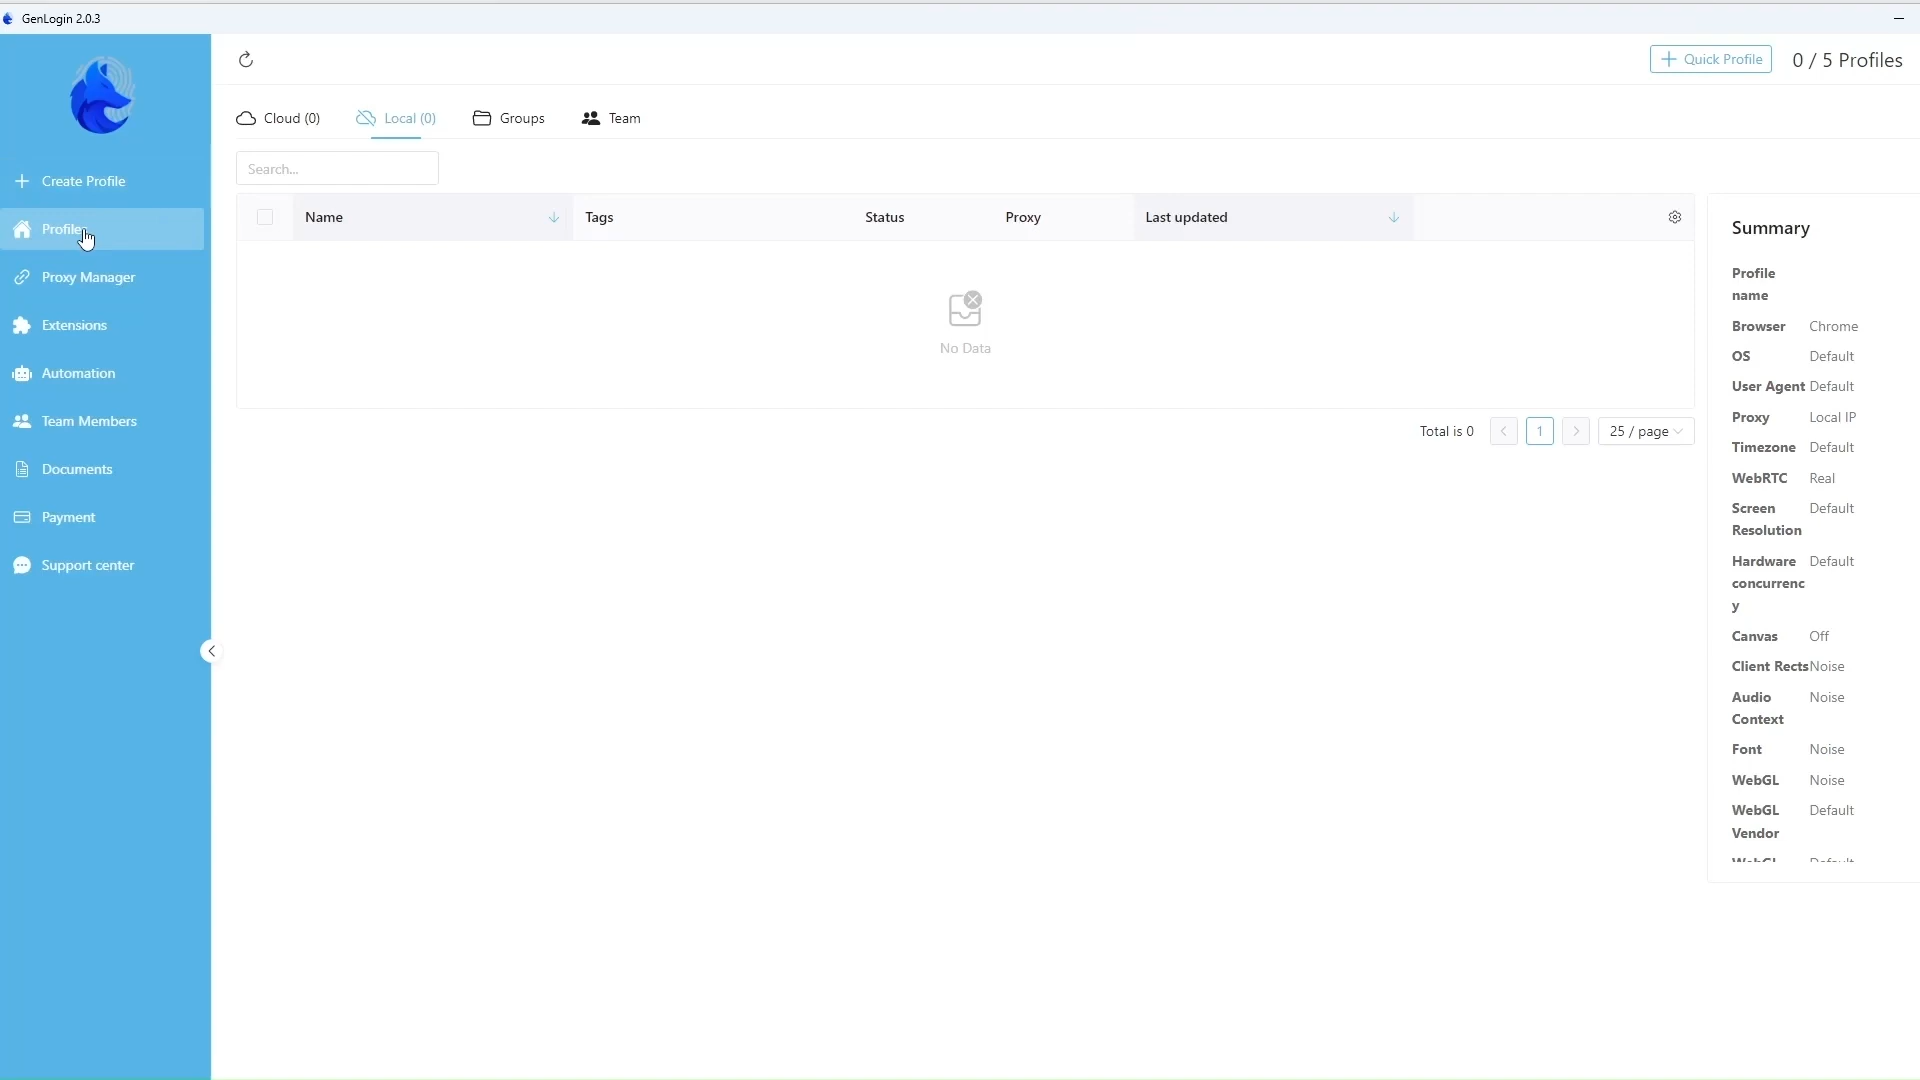 GenLogin 2.0.3
Quick Profile
0 / 5 Profiles
Cloud (0)
Local (0)
Groups
Team
Search...
Create Profile
Profile
Proxy Manager
Extensions
Automation
Team Members
Documents
Payment
Support center
Name
Tags
Status
Proxy
Last updated
No Data
Total is 0
1
25 / page
Summary
Profile
name
Browser Chrome
OS Default
User Agent Default
Proxy Local IP
Timezone Default
WebRTC Real
Screen Default
Resolution
Hardware Default
concurrenc
y
Canvas Off
Client Rects Noise
Audio Noise
Context
Font Noise
WebGL Noise
WebGL Default
Vendor